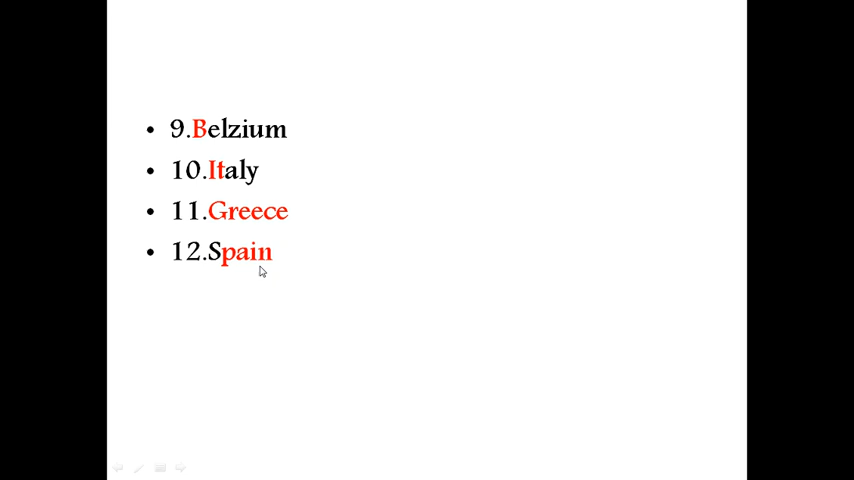 • 9.Belzium
• 10.Italy
• 11.Greece
• 12.Spain